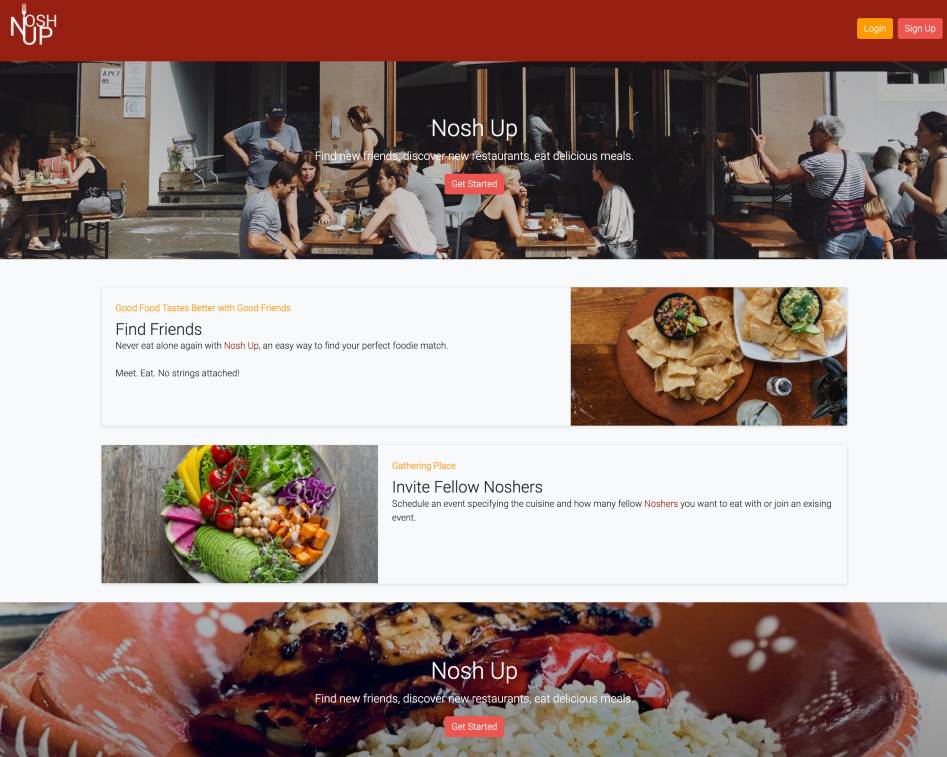 NOSH
UP
Login
Sign Up
KPCI
Nosh Up
Find new friends, discover new restaurants, eat delicious meals.
Get Started
Good Food Tastes Better with Good Friends
Find Friends
Never eat alone again with Nosh Up, an easy way to find your perfect foodie match.
Meet. Eat. No strings attached!
Gathering Place
Invite Fellow Noshers
Schedule an event specifying the cuisine and how many fellow Noshers you want to eat with or join an exising
event.
Nosh Up
Find new friends, discover new restaurants, eat delicious meals.
Get Started